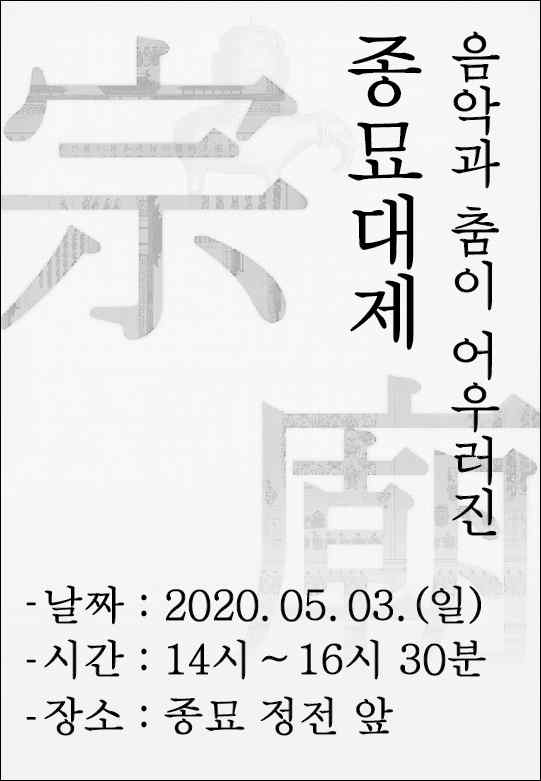 음악과 춤이 어우러진
종묘대제
宗廟
- 날짜 : 2020. 05. 03. (일)
- 시간 : 14시 ~ 16시 30분
- 장소 : 종묘 정전 앞